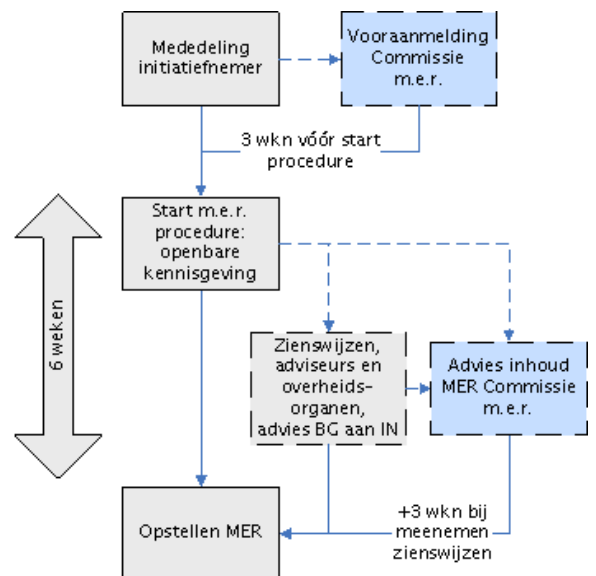 Mededeling
initiatiefnemer
Vooraanmelding
Commissie
m.e.r.
3 wkn vóór start
procedure
Start m.e.r.
procedure:
openbare
kennisgeving
6 weken
Zienswijzen,
adviseurs en
overheids-
organen,
advies BG aan IN
Advies inhoud
MER Commissie
m.e.r.
Opstellen MER
+3 wkn bij
meenemen
zienswijzen